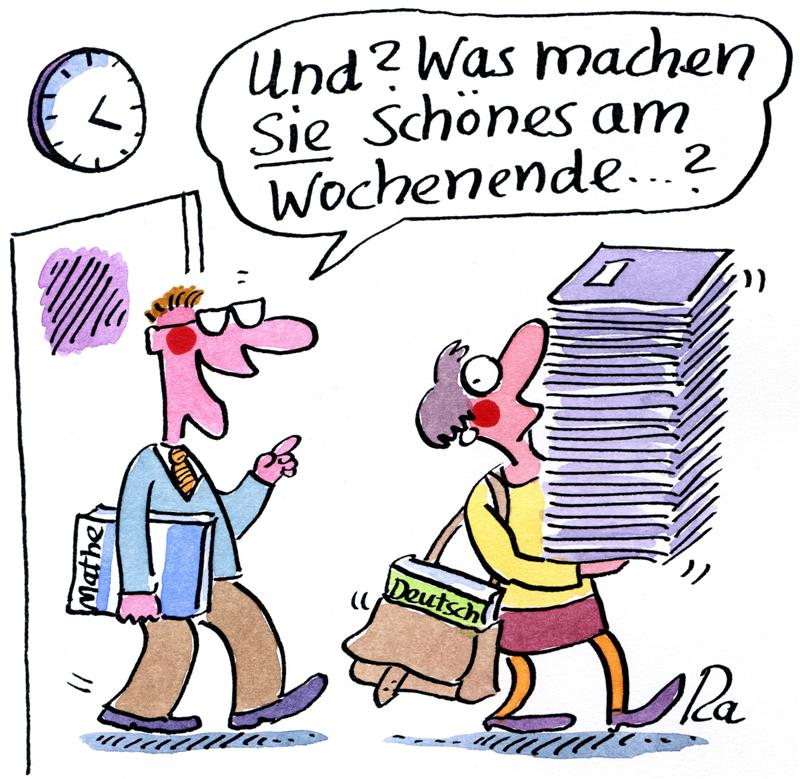 Und? Was machen
Sie Schönes am
Wochenende...?
Mathe
Deutsch
Ra